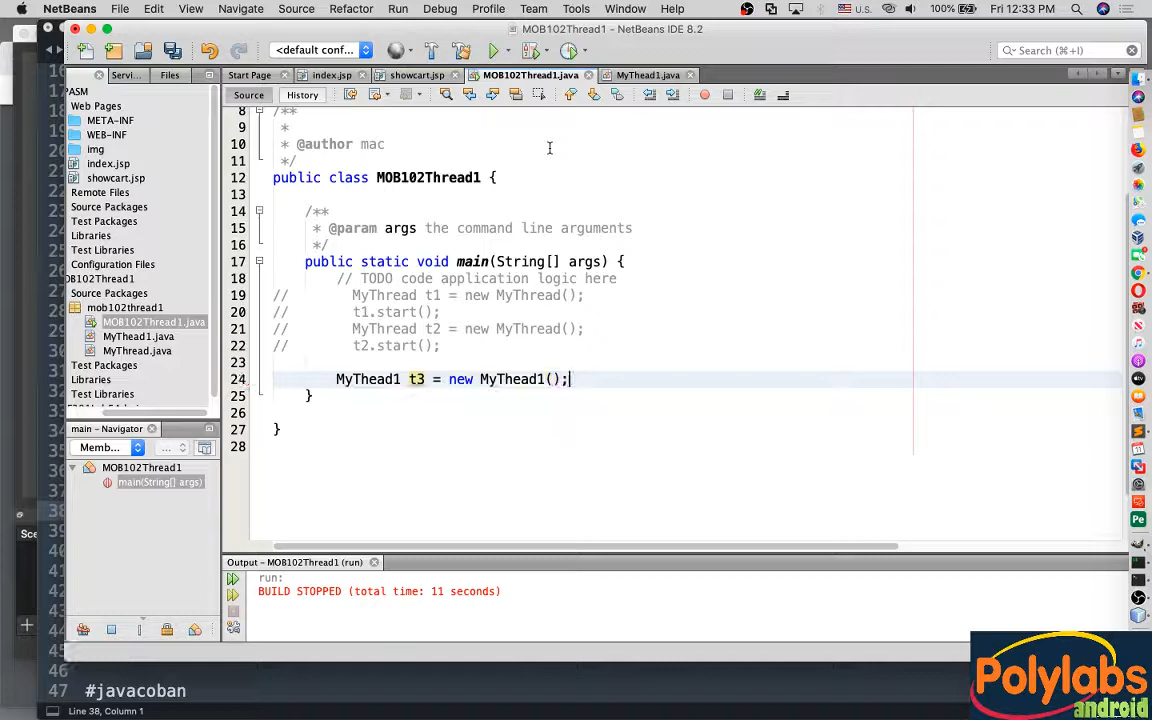 NetBeans File Edit View Navigate Source Refactor Run Debug Profile Team Tools Window Help U.S. 100% Fri 12:33 PM
MOB102Thread1 - NetBeans IDE 8.2
<default conf... Search (⌘+I)
16
Servi... Files Start Page index.jsp showcart.jsp MOB102Thread1.java MyThead1.java
Source History
PASM
Web Pages
META-INF
WEB-INF
img
index.jsp
showcart.jsp
Remote Files
Source Packages
Test Packages
Libraries
Test Libraries
Configuration Files
OB102Thread1
Source Packages
mob102thread1
MOB102Thread1.java
MyThead1.java
MyThread.java
Test Packages
Libraries
Test Libraries
main - Navigator
Memb... ...
MOB102Thread1
main(String[] args)
8 /**
9 *
10 * @author mac
11 */
12 public class MOB102Thread1 {
13
14 /**
15 * @param args the command line arguments
16 */
17 public static void main(String[] args) {
18 // TODO code application logic here
19 // MyThread t1 = new MyThread();
20 // t1.start();
21 // MyThread t2 = new MyThread();
22 // t2.start();
23
24 MyThead1 t3 = new MyThead1();
25 }
26
27 }
28
Output - MOB102Thread1 (run)
run:
BUILD STOPPED (total time: 11 seconds)
Sce
46
47 #javacoban
Line 38, Column 1
Polylabs
android